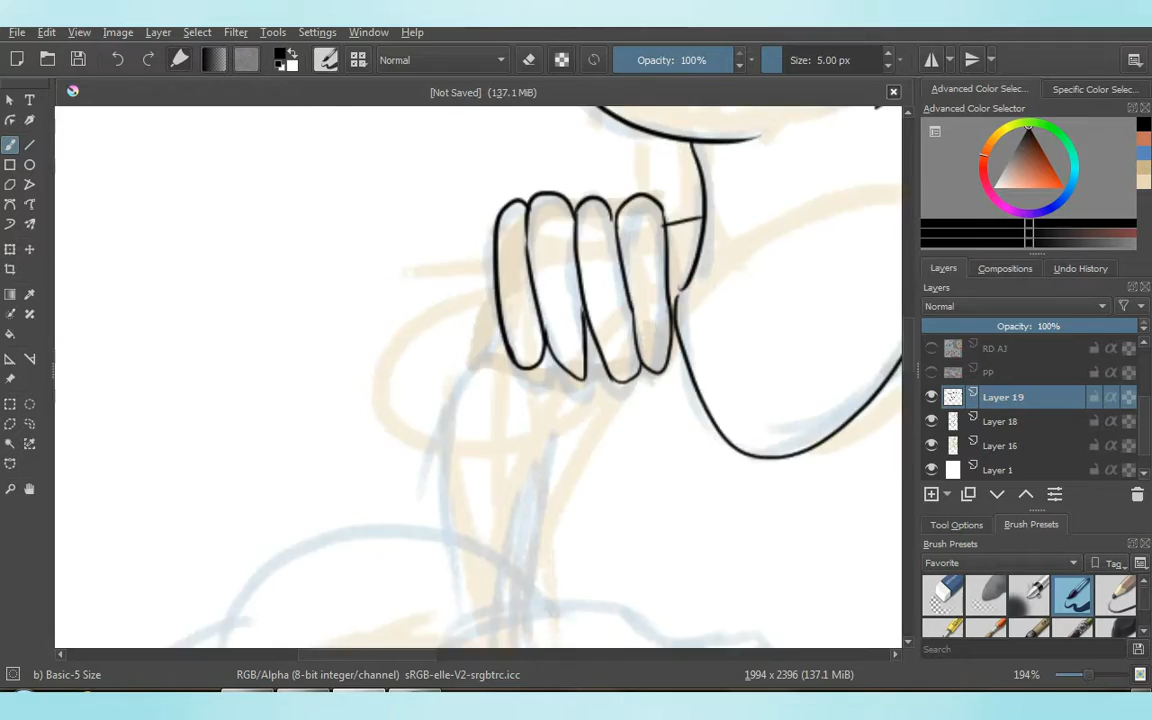 File Edit View Image Layer Select Filter Tools Settings Window Help
Normal Opacity: 100% Size: 5.00 px
[Not Saved] (137.1 MiB)
Advanced Color Selec... Specific Color Selec...
Advanced Color Selector
Layers Compositions Undo History
Layers
Normal
Opacity: 100%
RD AJ
pp
Layer 19
Layer 18
Layer 16
Layer 1
Tool Options Brush Presets
Brush Presets
Favorite Tag
Search
b) Basic-5 Size RGB/Alpha (8-bit integer/channel) sRGB-elle-V2-srgbtrc.icc 1994 x 2396 (137.1 MiB) 194%